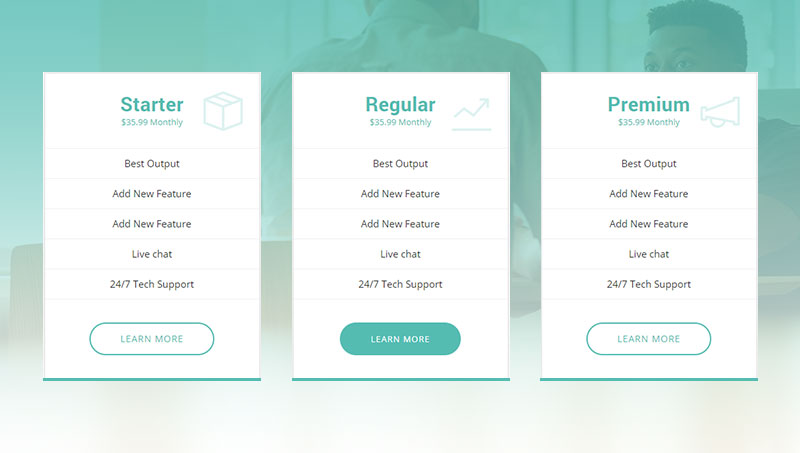 Starter
$35.99 Monthly
Best Output
Add New Feature
Add New Feature
Live chat
24/7 Tech Support
LEARN MORE
Regular
$35.99 Monthly
Best Output
Add New Feature
Add New Feature
Live chat
24/7 Tech Support
LEARN MORE
Premium
$35.99 Monthly
Best Output
Add New Feature
Add New Feature
Live chat
24/7 Tech Support
LEARN MORE